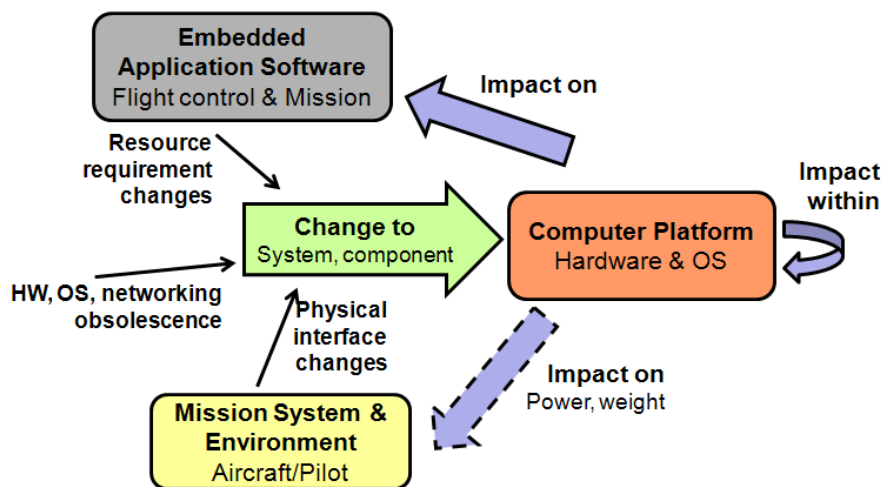 Embedded
Application Software
Flight control & Mission
Impact on
Resource
requirement
changes
Impact
within
Change to
System, component
Computer Platform
Hardware & OS
HW, OS, networking
obsolescence
Physical
interface
changes
Impact on
Power, weight
Mission System &
Environment
Aircraft/Pilot